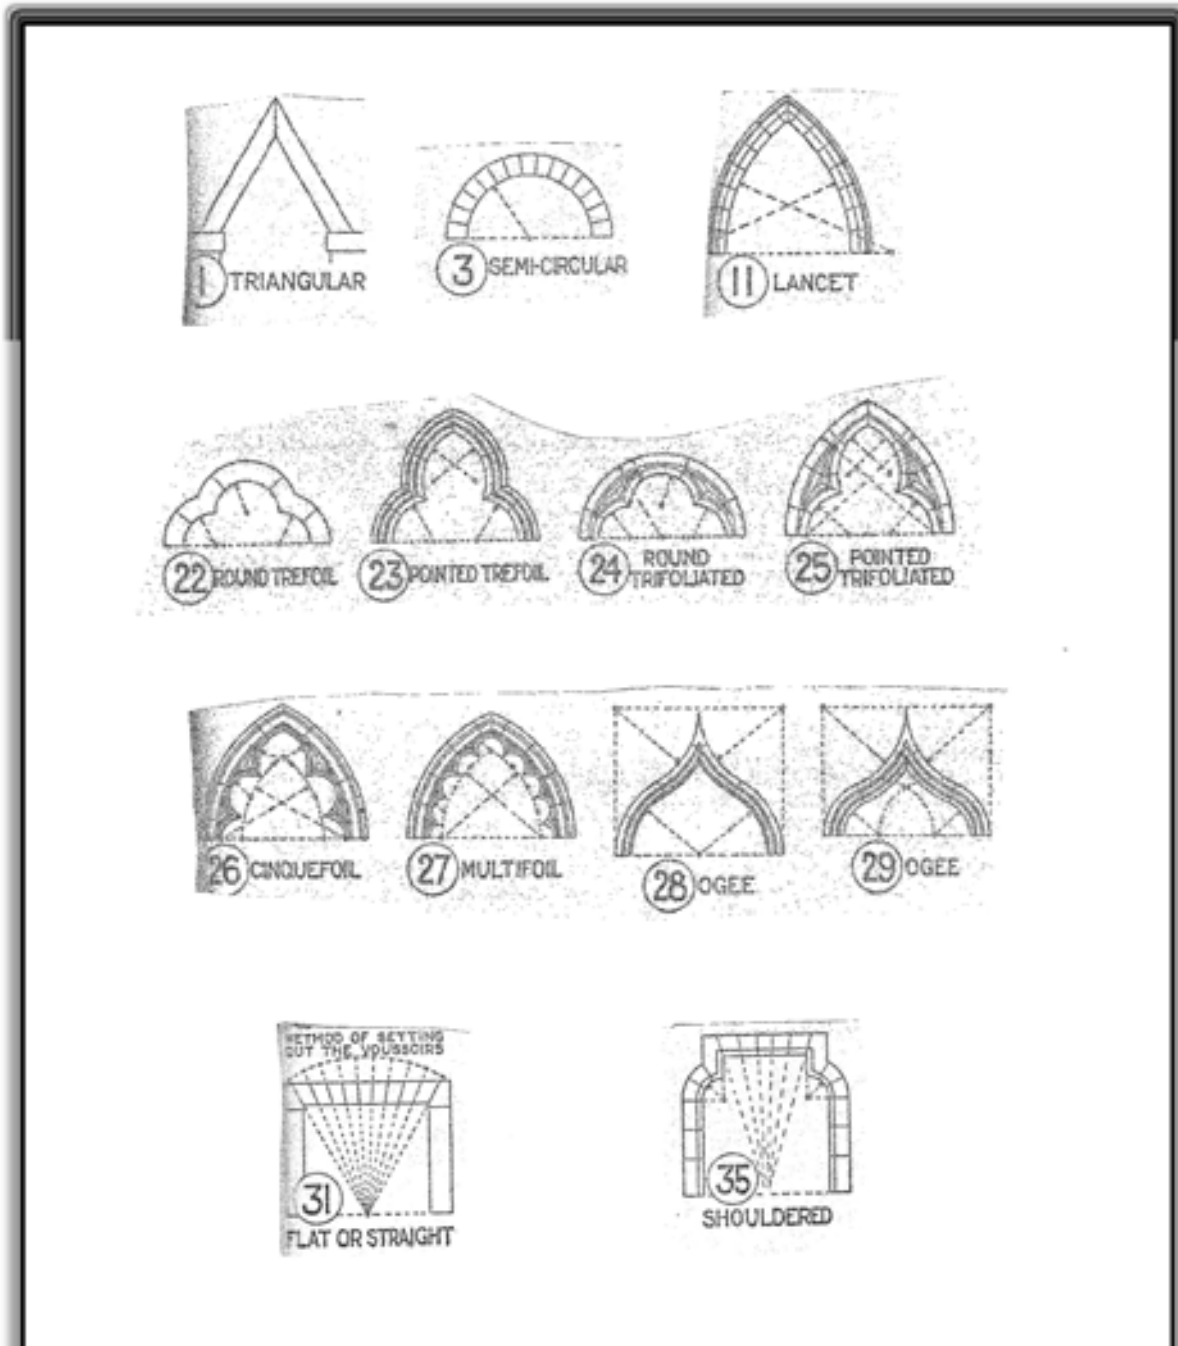 1 TRIANGULAR
3 SEMI-CIRCULAR
11 LANCET
22 ROUND TREFOIL
23 POINTED TREFOIL
24 ROUND
TRIFOLIATED
25 POINTED
TRIFOLIATED
26 CINQUEFOIL
27 MULTIFOIL
28 OGEE
29 OGEE
METHOD OF SETTING
OUT THE VOUSSOIRS
31
FLAT OR STRAIGHT
35
SHOULDERED